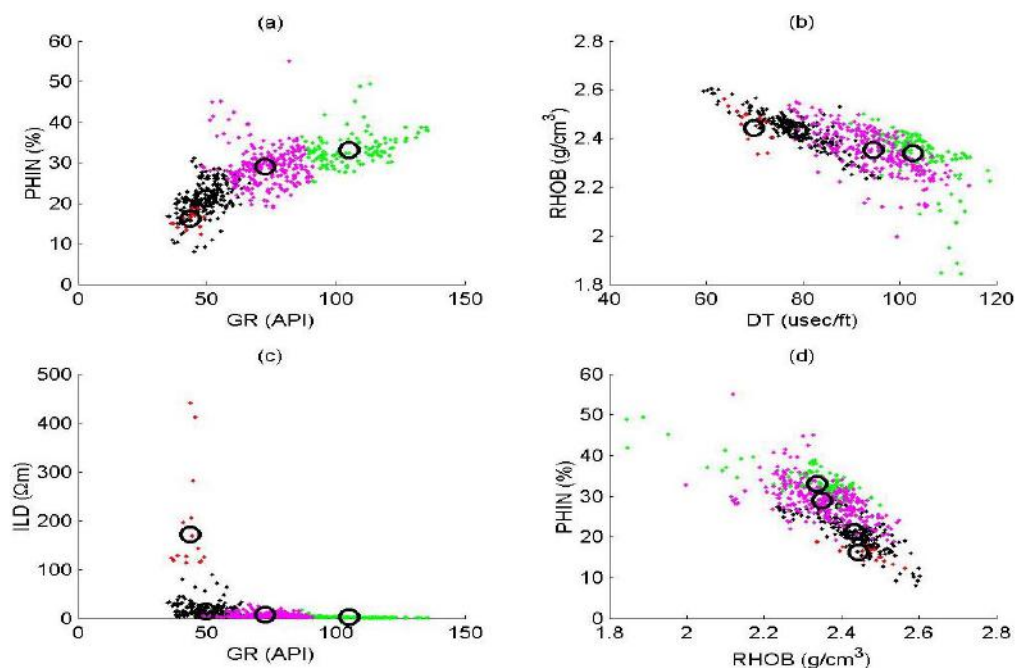 (a)
60
50
40
30
20
10
0
PHIN (%)
0 50 100 150
GR (API)
(b)
2.8
2.6
2.4
2.2
2
1.8
RHOB (g/cm³)
40 60 80 100 120
DT (usec/ft)
(c)
500
400
300
200
100
0
ILD (Ωm)
0 50 100 150
GR (API)
(d)
60
50
40
30
20
10
0
PHIN (%)
1.8 2 2.2 2.4 2.6 2.8
RHOB (g/cm³)